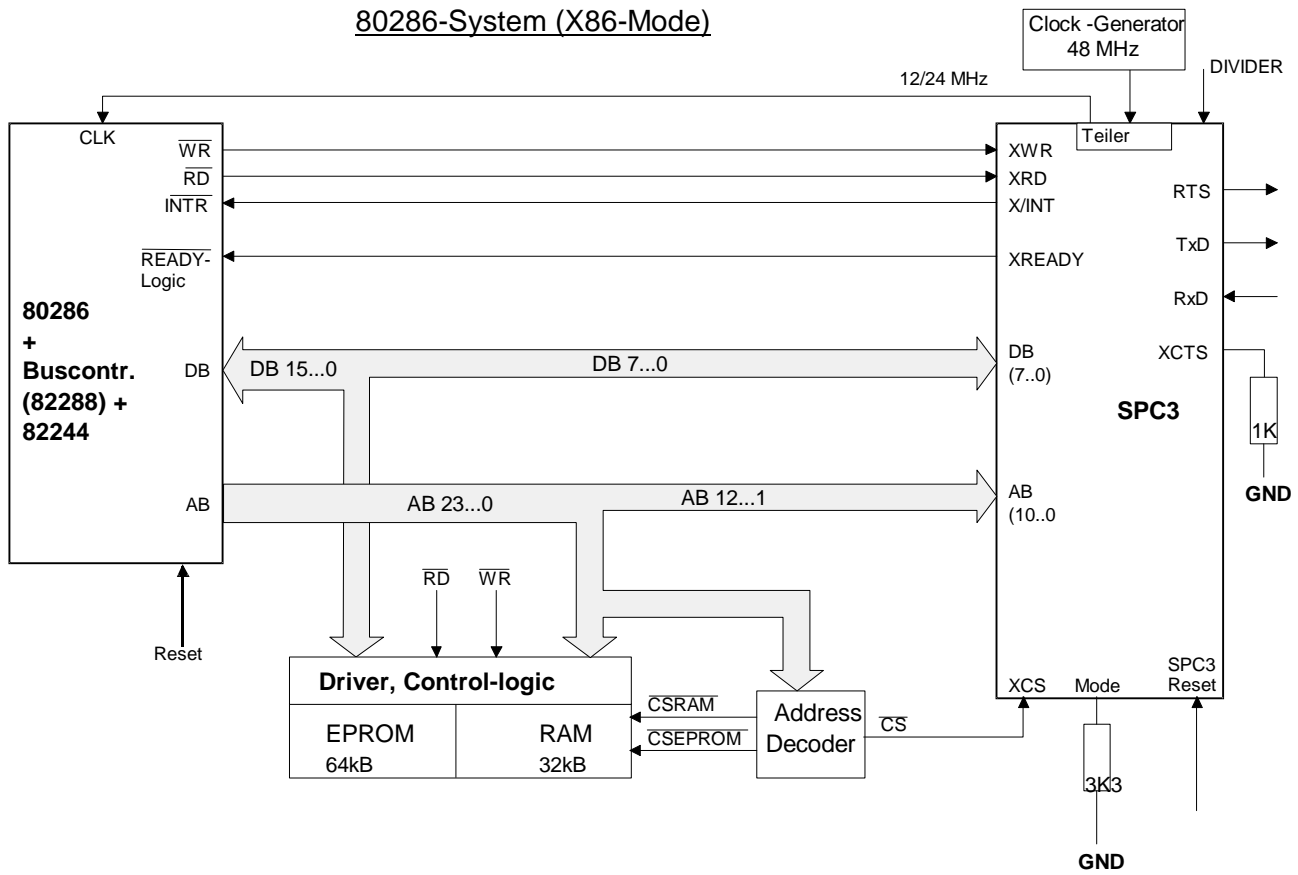 80286-System (X86-Mode)
Clock -Generator
48 MHz
DIVIDER
12/24 MHz
CLK
Teiler
WR
XWR
RD
XRD
INTR
X/INT
RTS
READY-
Logic
XREADY
TxD
RxD
80286
+
Buscontr.
(82288) +
82244
DB
DB 15...0
DB 7...0
DB
(7..0)
XCTS
SPC3
1K
GND
AB
AB 23...0
AB 12...1
AB
(10..0
RD
WR
Reset
Driver, Control-logic
EPROM
64kB
RAM
32kB
CSRAM
CSEPROM
Address
Decoder
CS
XCS
Mode
SPC3
Reset
3K3
GND